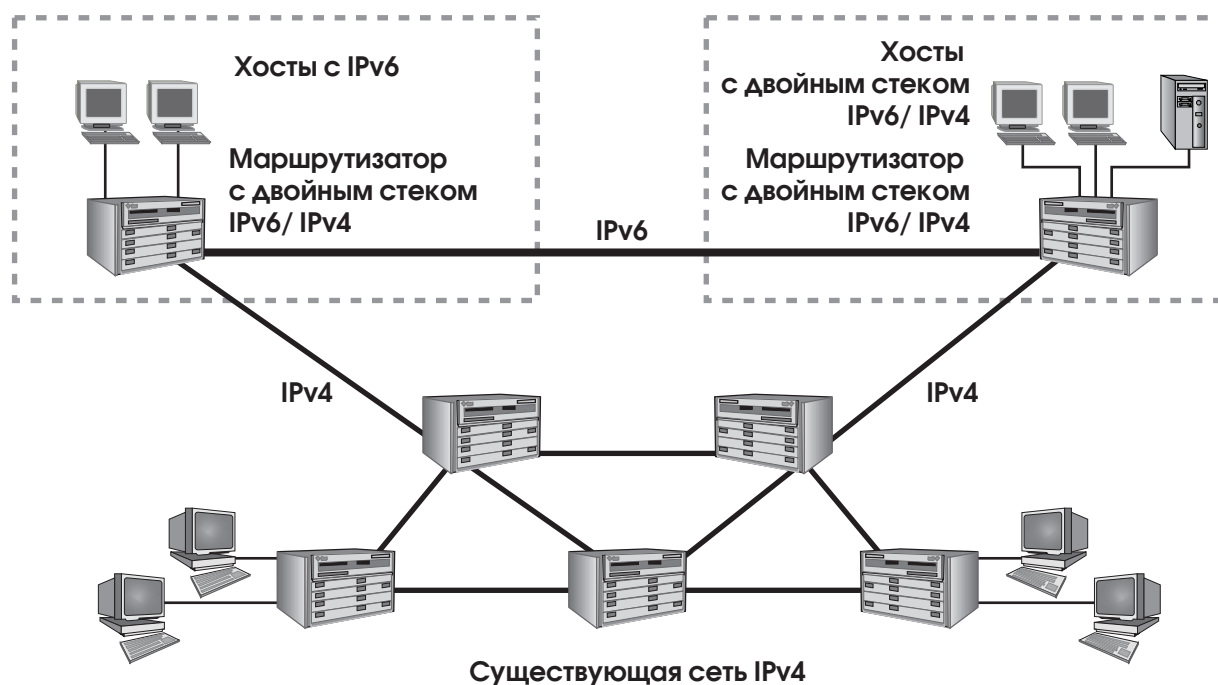 Хосты с IPv6
Маршрутизатор
с двойным стеком
IPv6/ IPv4
Хосты
с двойным стеком
IPv6/ IPv4
Маршрутизатор
с двойным стеком
IPv6/ IPv4
IPv6
IPv4
IPv4
Существующая сеть IPv4